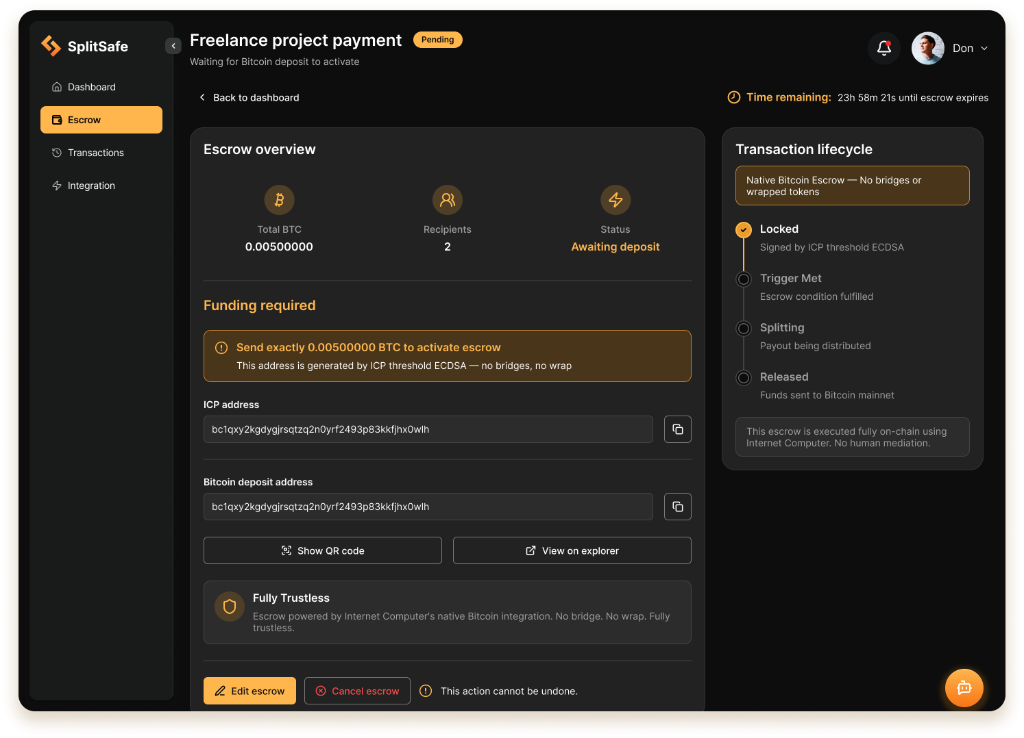 SplitSafe
Dashboard
Escrow
Transactions
Integration
Freelance project payment
Pending
Waiting for Bitcoin deposit to activate
Don
Back to dashboard
Time remaining: 23h 58m 21s until escrow expires
Escrow overview
Total BTC
0.00500000
Recipients
2
Status
Awaiting deposit
Funding required
Send exactly 0.00500000 BTC to activate escrow
This address is generated by ICP threshold ECDSA — no bridges, no wrap
ICP address
bc1qxy2kgdygjrsqtzq2n0yrf2493p83kkfjhx0wlh
Bitcoin deposit address
bc1qxy2kgdygjrsqtzq2n0yrf2493p83kkfjhx0wlh
Show QR code
View on explorer
Fully Trustless
Escrow powered by Internet Computer's native Bitcoin integration. No bridge. No wrap. Fully
trustless.
Edit escrow
Cancel escrow
This action cannot be undone.
Transaction lifecycle
Native Bitcoin Escrow — No bridges or
wrapped tokens
Locked
Signed by ICP threshold ECDSA
Trigger Met
Escrow condition fulfilled
Splitting
Payout being distributed
Released
Funds sent to Bitcoin mainnet
This escrow is executed fully on-chain using
Internet Computer. No human mediation.